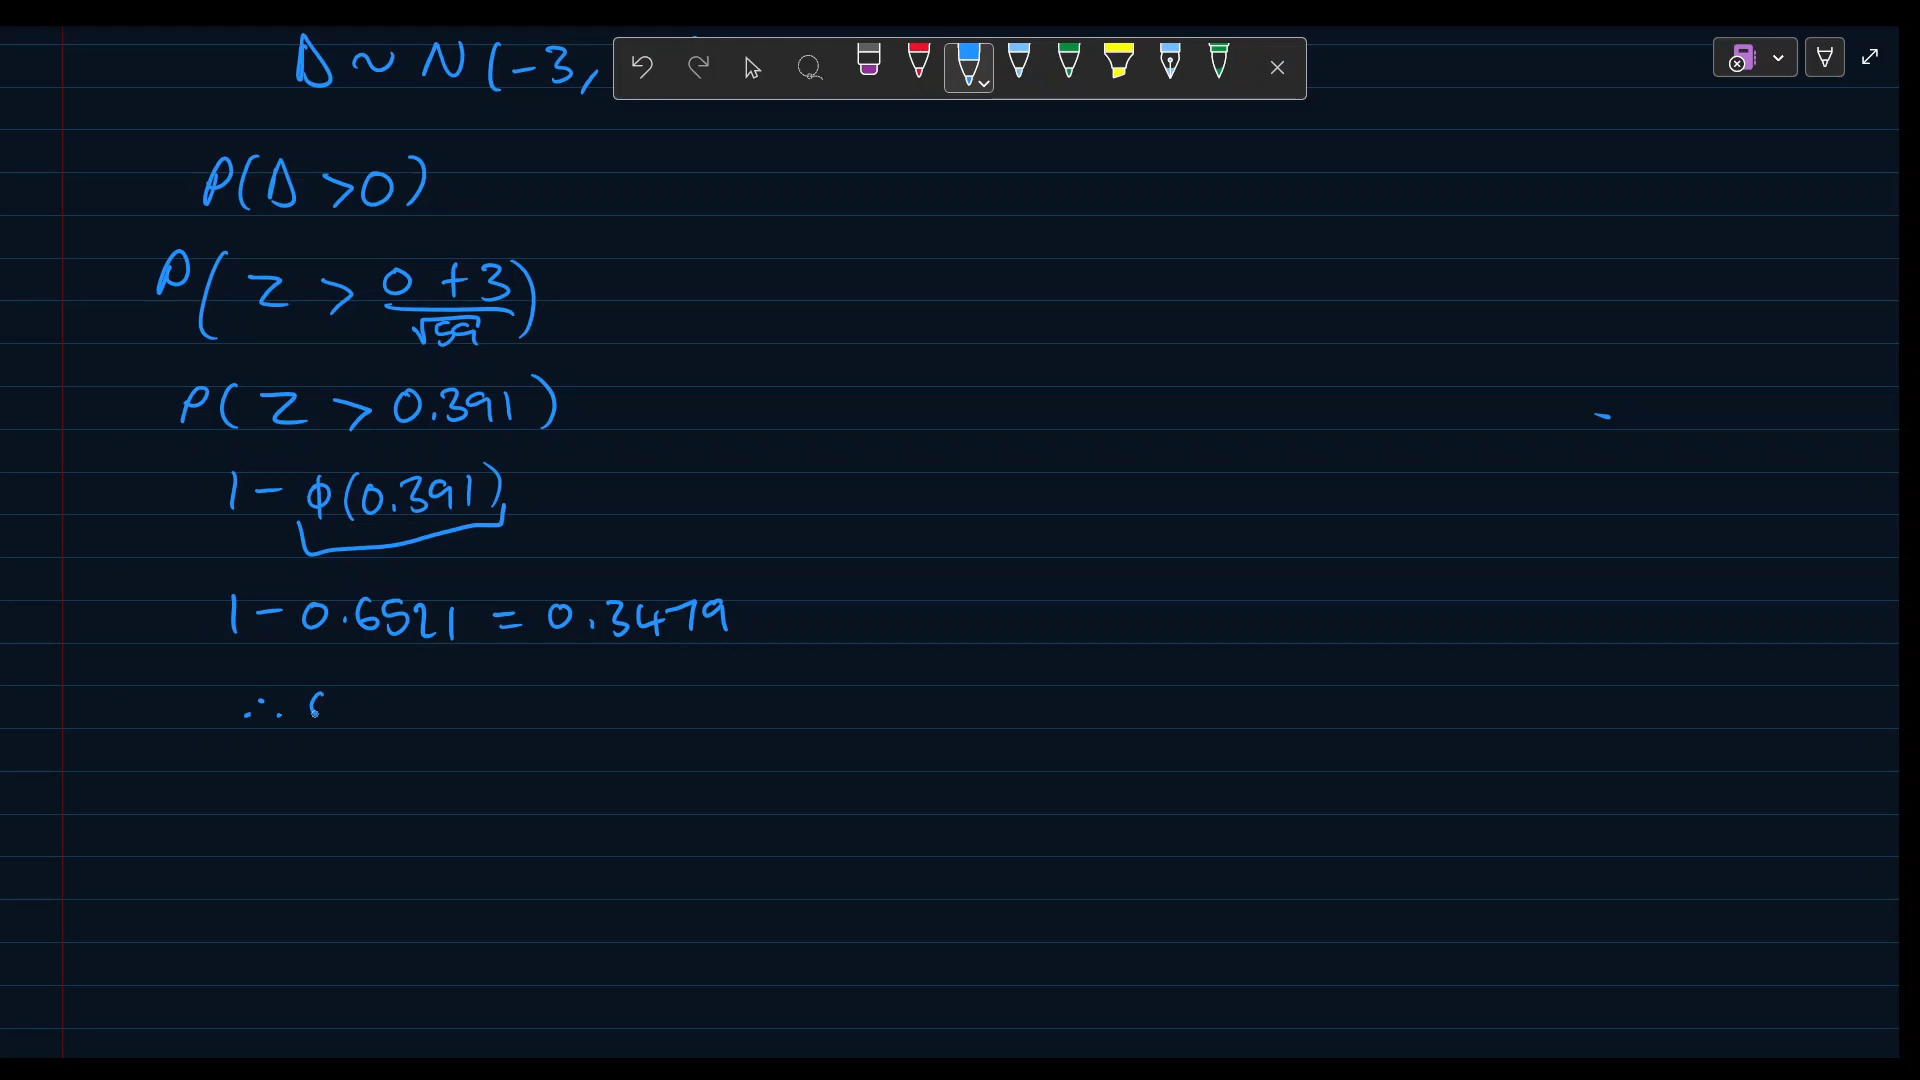 D ~ N (-3,
P(D >0)
P( Z > (0 + 3)/√59 )
P( Z > 0.391 )
1 - φ(0.391)
1 - 0.6521 = 0.3479
∴